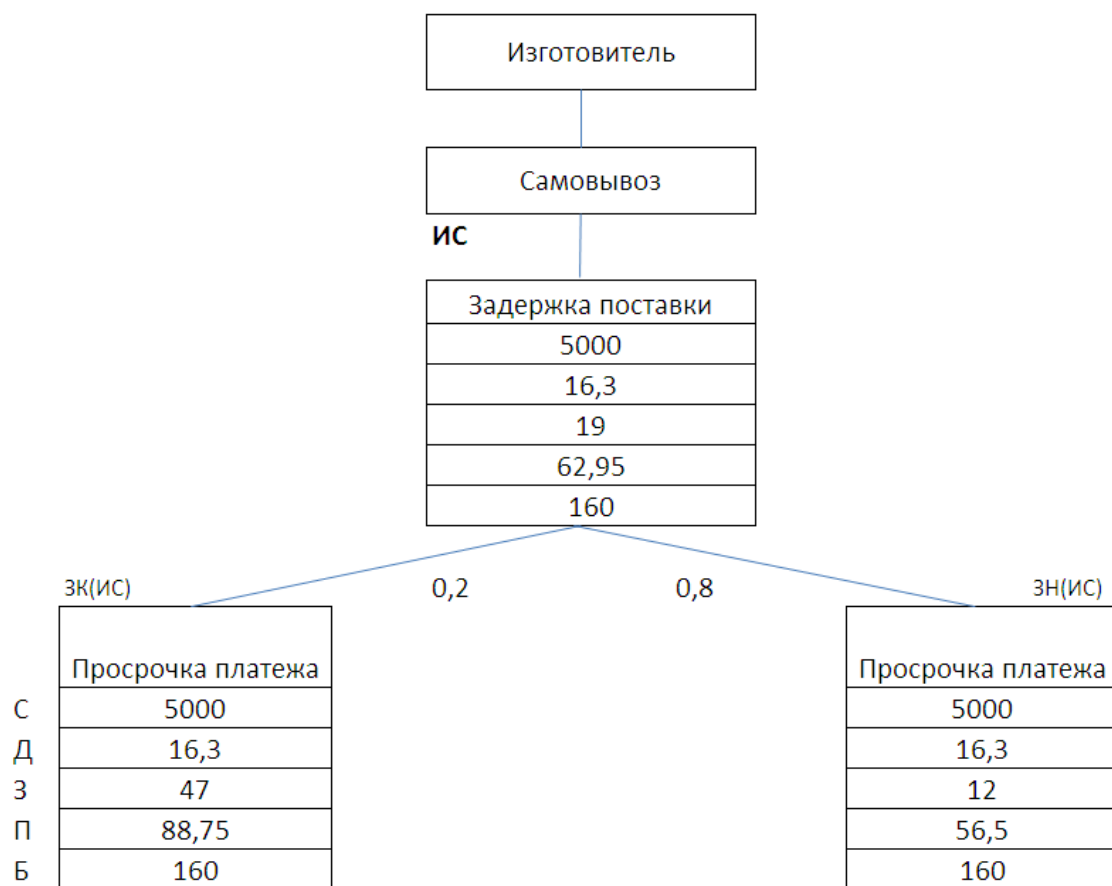 Изготовитель
Самовывоз
ИС
Задержка поставки
5000
16,3
19
62,95
160
ЗК(ИС) 0,2 0,8 ЗН(ИС)
Просрочка платежа Просрочка платежа
С 5000 5000
Д 16,3 16,3
З 47 12
П 88,75 56,5
Б 160 160